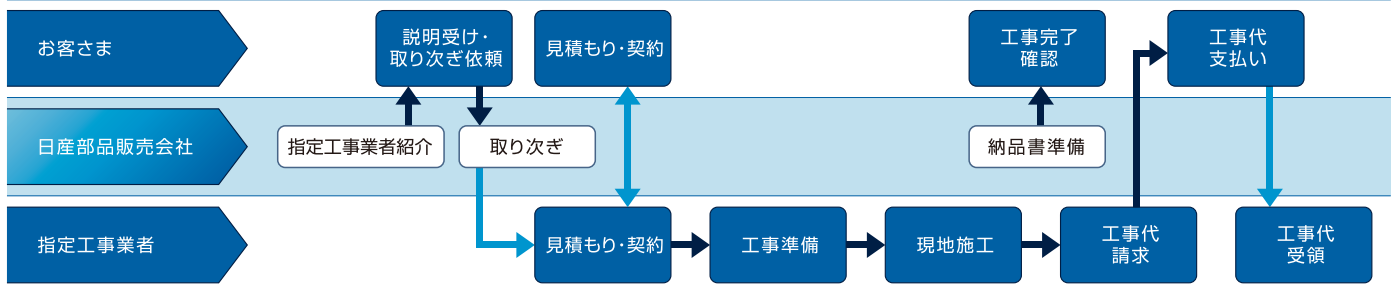 お客さま
説明受け・
取り次ぎ依頼
見積もり・契約
工事完了
確認
工事代
支払い
日産部品販売会社
指定工事業者紹介
取り次ぎ
納品書準備
指定工事業者
見積もり・契約
工事準備
現地施工
工事代
請求
工事代
受領